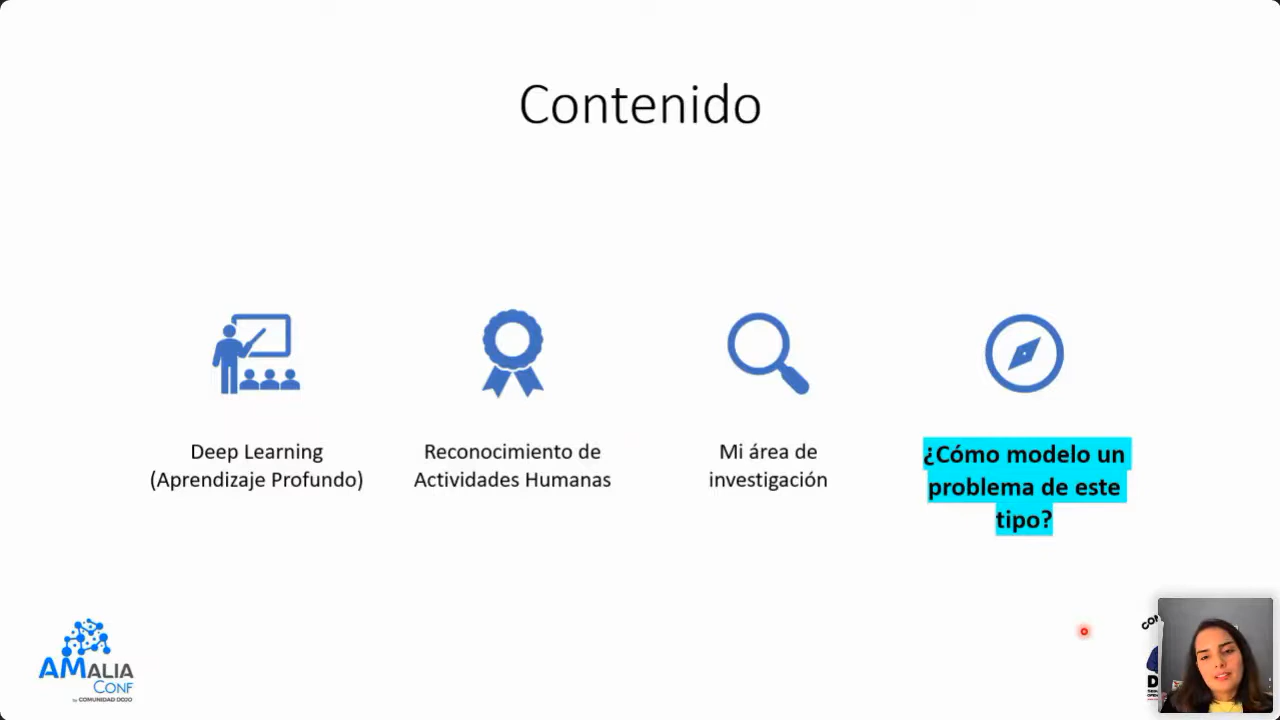 Contenido
Deep Learning
(Aprendizaje Profundo)
Reconocimiento de
Actividades Humanas
Mi área de
investigación
¿Cómo modelo un
problema de este
tipo?
AMALIA
CONF
by COMUNIDAD DOJO